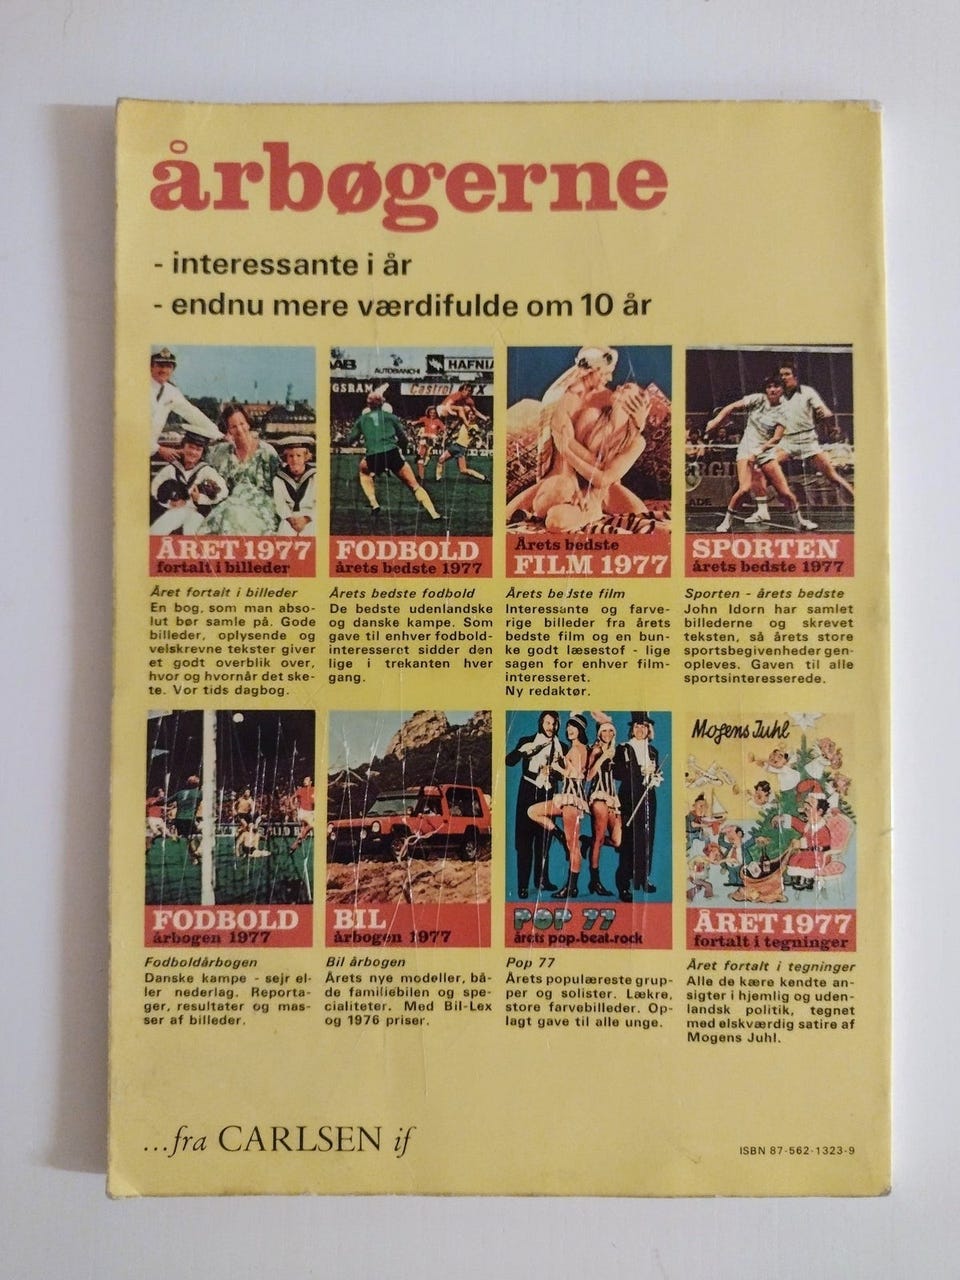 årbøgerne
- interessante i år
- endnu mere værdifulde om 10 år
ÅRET 1977
fortalt i billeder
Året fortalt i billeder
En bog, som man abso-
lut bør samle på. Gode
billeder, oplysende og
velskrevne tekster giver
et godt overblik over,
hvor og hvornår det ske-
te. Vor tids dagbog.
AUTOBIANCHI
HAFNIA
GSRAM
Castrol
FODBOLD
årets bedste 1977
Årets bedste fodbold
De bedste udenlandske
og danske kampe. Som
gave til enhver fodbold-
interesseret sidder den
lige i trekanten hver
gang.
Årets bedste
FILM 1977
Årets bedste film
Interessante og farve-
rige billeder fra årets
bedste film og en bun-
ke godt læsestof - lige
sagen for enhver film-
interesseret.
Ny redaktør.
ADE
SPORTEN
årets bedste 1977
Sporten - årets bedste
John Idorn har samlet
billederne og skrevet
teksten, så årets store
sportsbegivenheder gen-
opleves. Gaven til alle
sportsinteresserede.
FODBOLD
årbogen 1977
Fodboldårbogen
Danske kampe - sejr el-
ler nederlag. Reporta-
ger, resultater og mas-
ser af billeder.
BIL
årbogen 1977
Bil årbogen
Årets nye modeller, bå-
de familiebilen og spe-
cialiteter. Med Bil-Lex
og 1976 priser.
POP 77
årets pop-beat-rock
Pop 77
Årets populæreste grup-
per og solister. Lækre,
store farvebilleder. Op-
lagt gave til alle unge.
Mogens Juhl
ÅRET 1977
fortalt i tegninger
Året fortalt i tegninger
Alle de kære kendte an-
sigter i hjemlig og uden-
landsk politik, tegnet
med elskværdig satire af
Mogens Juhl.
...fra CARLSEN if
ISBN 87-562-1323-9